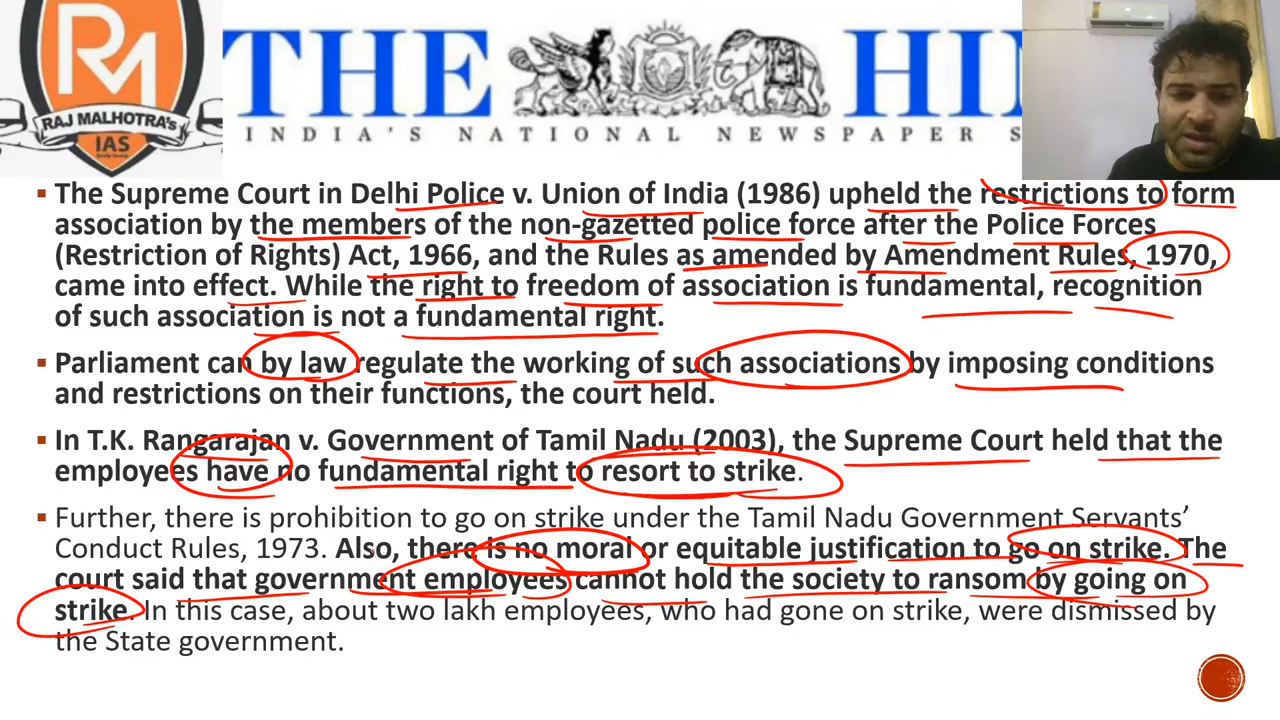 RM
RAJ MALHOTRA'S
IAS
Study Group
THE HI
INDIA'S NATIONAL NEWSPAPER S
▪ The Supreme Court in Delhi Police v. Union of India (1986) upheld the restrictions to form
association by the members of the non-gazetted police force after the Police Forces
(Restriction of Rights) Act, 1966, and the Rules as amended by Amendment Rules, 1970,
came into effect. While the right to freedom of association is fundamental, recognition
of such association is not a fundamental right.
▪ Parliament can by law regulate the working of such associations by imposing conditions
and restrictions on their functions, the court held.
▪ In T.K. Rangarajan v. Government of Tamil Nadu (2003), the Supreme Court held that the
employees have no fundamental right to resort to strike.
▪ Further, there is prohibition to go on strike under the Tamil Nadu Government Servants’
Conduct Rules, 1973. Also, there is no moral or equitable justification to go on strike. The
court said that government employees cannot hold the society to ransom by going on
strike. In this case, about two lakh employees, who had gone on strike, were dismissed by
the State government.